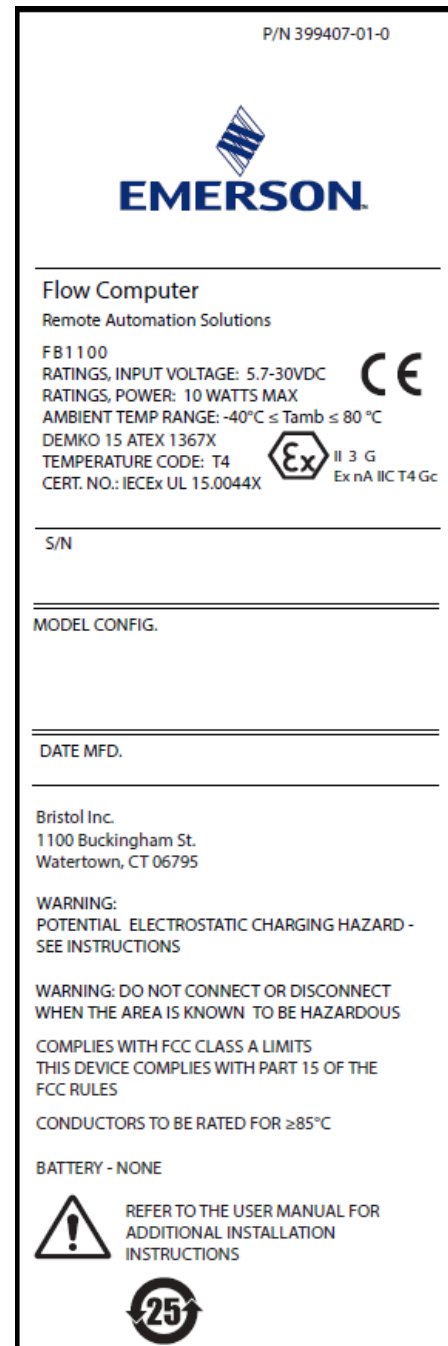 P/N 399407-01-0
EMERSON™
Flow Computer
Remote Automation Solutions
FB1100
RATINGS, INPUT VOLTAGE: 5.7-30VDC
CE
RATINGS, POWER: 10 WATTS MAX
AMBIENT TEMP RANGE: -40°C ≤ Tamb ≤ 80 °C
DEMKO 15 ATEX 1367X
TEMPERATURE CODE: T4
CERT. NO.: IECEx UL 15.0044X
Ex
II 3 G
Ex nA IIC T4 Gc
S/N
MODEL CONFIG.
DATE MFD.
Bristol Inc.
1100 Buckingham St.
Watertown, CT 06795
WARNING:
POTENTIAL ELECTROSTATIC CHARGING HAZARD -
SEE INSTRUCTIONS
WARNING: DO NOT CONNECT OR DISCONNECT
WHEN THE AREA IS KNOWN TO BE HAZARDOUS
COMPLIES WITH FCC CLASS A LIMITS
THIS DEVICE COMPLIES WITH PART 15 OF THE
FCC RULES
CONDUCTORS TO BE RATED FOR ≥85°C
BATTERY - NONE
REFER TO THE USER MANUAL FOR
ADDITIONAL INSTALLATION
INSTRUCTIONS
25